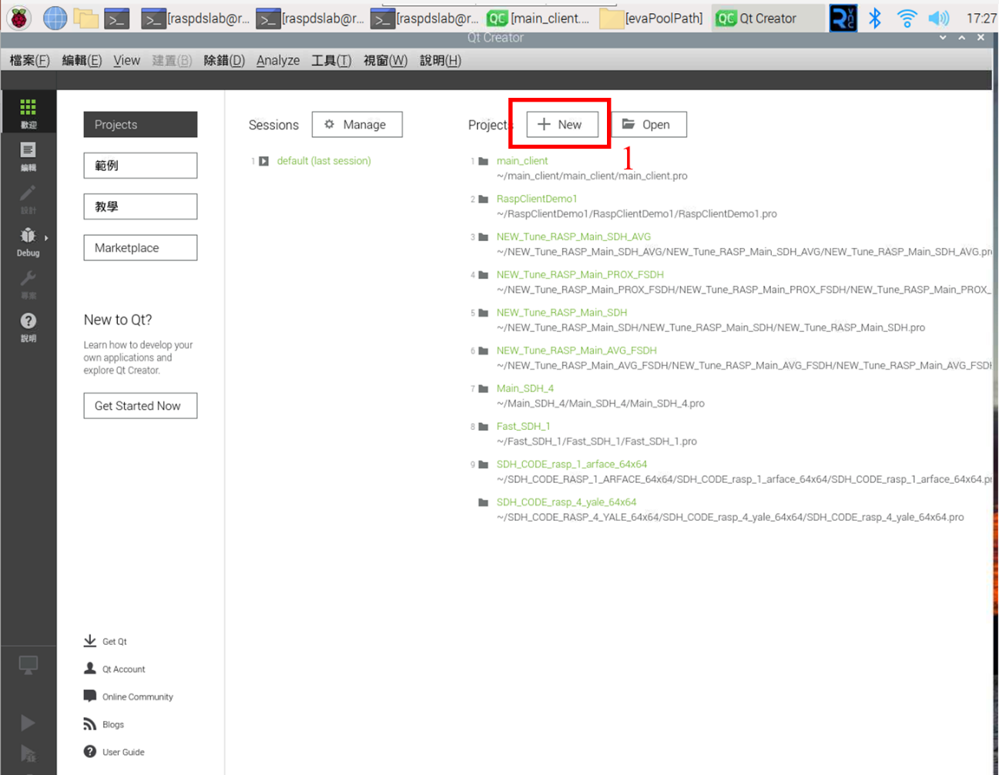 [raspdslab@r... [raspdslab@r... [raspdslab@r... QC [main_client.... [evaPoolPath] QC Qt Creator 17:27
Qt Creator
檔案(F) 編輯(E) View 建置(B) 除錯(D) Analyze 工具(T) 視窗(W) 說明(H)
歡迎
編輯
設計
Debug
專案
說明
Projects
範例
教學
Marketplace
New to Qt?
Learn how to develop your
own applications and
explore Qt Creator.
Get Started Now
Get Qt
Qt Account
Online Community
Blogs
User Guide
Sessions Manage
1 default (last session)
Projects New Open
1
1 main_client
~/main_client/main_client/main_client.pro
2 RaspClientDemo1
~/RaspClientDemo1/RaspClientDemo1/RaspClientDemo1.pro
3 NEW_Tune_RASP_Main_SDH_AVG
~/NEW_Tune_RASP_Main_SDH_AVG/NEW_Tune_RASP_Main_SDH_AVG/NEW_Tune_RASP_Main_SDH_AVG.pr
4 NEW_Tune_RASP_Main_PROX_FSDH
~/NEW_Tune_RASP_Main_PROX_FSDH/NEW_Tune_RASP_Main_PROX_FSDH/NEW_Tune_RASP_Main_PROX_
5 NEW_Tune_RASP_Main_SDH
~/NEW_Tune_RASP_Main_SDH/NEW_Tune_RASP_Main_SDH/NEW_Tune_RASP_Main_SDH.pro
6 NEW_Tune_RASP_Main_AVG_FSDH
~/NEW_Tune_RASP_Main_AVG_FSDH/NEW_Tune_RASP_Main_AVG_FSDH/NEW_Tune_RASP_Main_AVG_FSDH
7 Main_SDH_4
~/Main_SDH_4/Main_SDH_4/Main_SDH_4.pro
8 Fast_SDH_1
~/Fast_SDH_1/Fast_SDH_1/Fast_SDH_1.pro
9 SDH_CODE_rasp_1_arface_64x64
~/SDH_CODE_RASP_1_ARFACE_64x64/SDH_CODE_rasp_1_arface_64x64/SDH_CODE_rasp_1_arface_64x64.pr
SDH_CODE_rasp_4_yale_64x64
~/SDH_CODE_RASP_4_YALE_64x64/SDH_CODE_rasp_4_yale_64x64/SDH_CODE_rasp_4_yale_64x64.pro